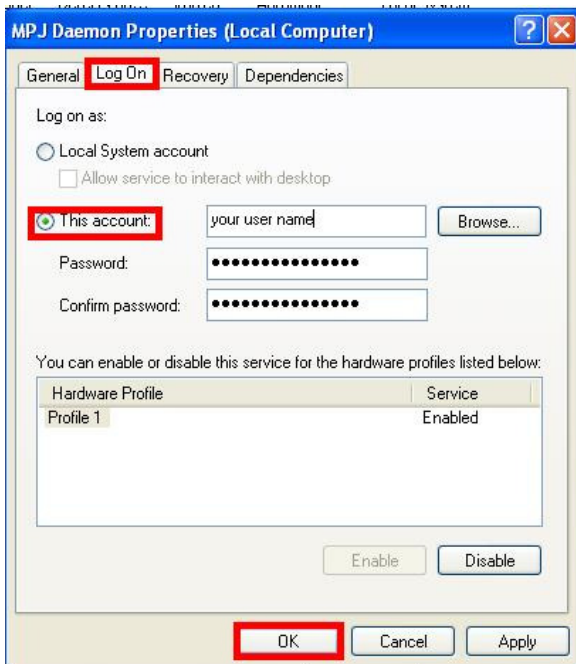 MPJ Daemon Properties (Local Computer)
General Log On Recovery Dependencies
Log on as:
Local System account
Allow service to interact with desktop
This account: your user name Browse...
Password: ●●●●●●●●●●●●●●●
Confirm password: ●●●●●●●●●●●●●●●
You can enable or disable this service for the hardware profiles listed below:
Hardware Profile Service
Profile 1 Enabled
Enable Disable
OK Cancel Apply